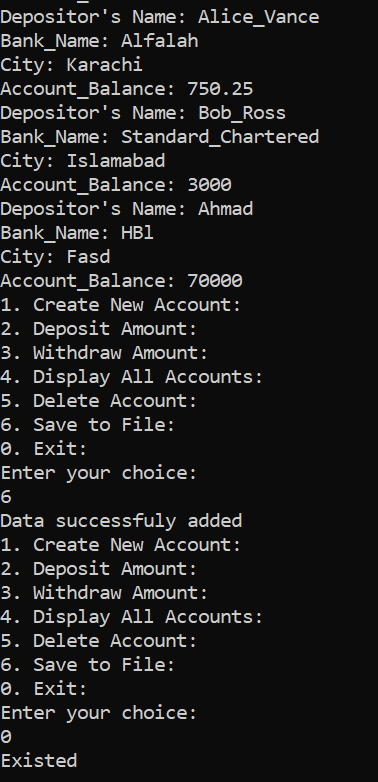 Depositor's Name: Alice_Vance
Bank_Name: Alfalah
City: Karachi
Account_Balance: 750.25
Depositor's Name: Bob_Ross
Bank_Name: Standard_Chartered
City: Islamabad
Account_Balance: 3000
Depositor's Name: Ahmad
Bank_Name: HBl
City: Fasd
Account_Balance: 70000
1. Create New Account:
2. Deposit Amount:
3. Withdraw Amount:
4. Display All Accounts:
5. Delete Account:
6. Save to File:
0. Exit:
Enter your choice:
6
Data successfuly added
1. Create New Account:
2. Deposit Amount:
3. Withdraw Amount:
4. Display All Accounts:
5. Delete Account:
6. Save to File:
0. Exit:
Enter your choice:
0
Existed